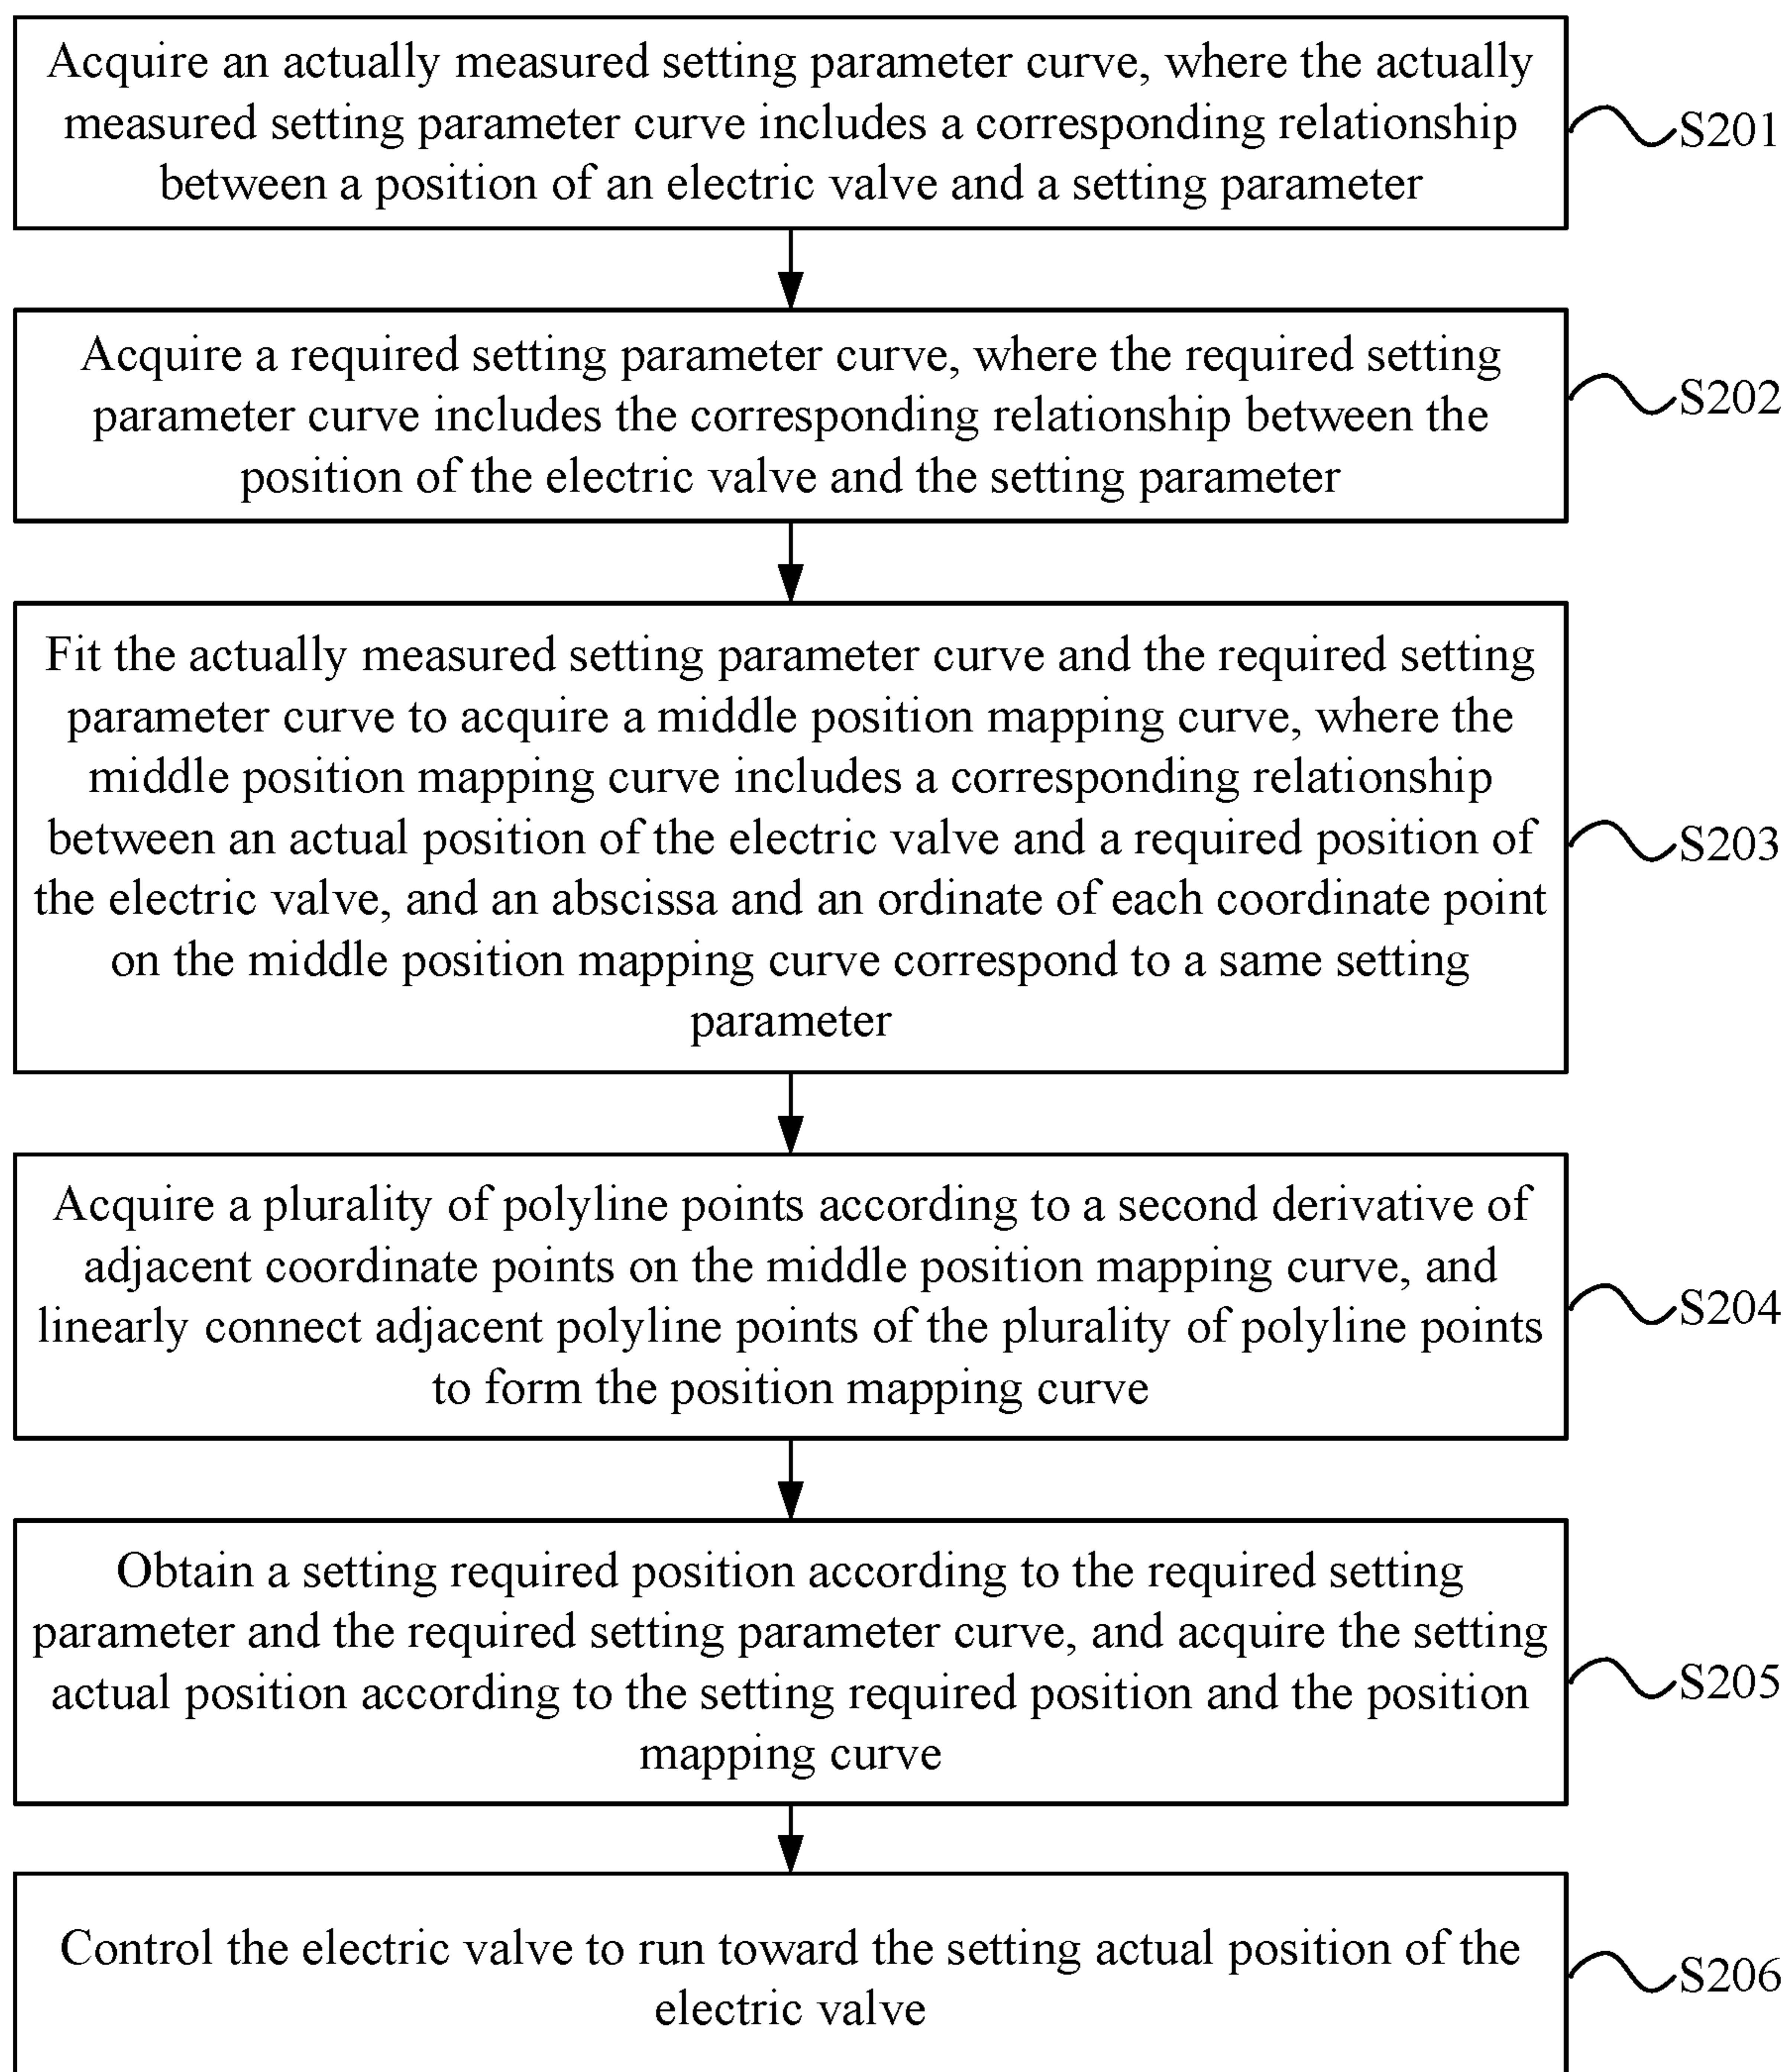 Acquire an actually measured setting parameter curve, where the actually
measured setting parameter curve includes a corresponding relationship
between a position of an electric valve and a setting parameter
S201
Acquire a required setting parameter curve, where the required setting
parameter curve includes the corresponding relationship between the
position of the electric valve and the setting parameter
S202
Fit the actually measured setting parameter curve and the required setting
parameter curve to acquire a middle position mapping curve, where the
middle position mapping curve includes a corresponding relationship
between an actual position of the electric valve and a required position of
the electric valve, and an abscissa and an ordinate of each coordinate point
on the middle position mapping curve correspond to a same setting
parameter
S203
Acquire a plurality of polyline points according to a second derivative of
adjacent coordinate points on the middle position mapping curve, and
linearly connect adjacent polyline points of the plurality of polyline points
to form the position mapping curve
S204
Obtain a setting required position according to the required setting
parameter and the required setting parameter curve, and acquire the setting
actual position according to the setting required position and the position
mapping curve
S205
Control the electric valve to run toward the setting actual position of the
electric valve
S206